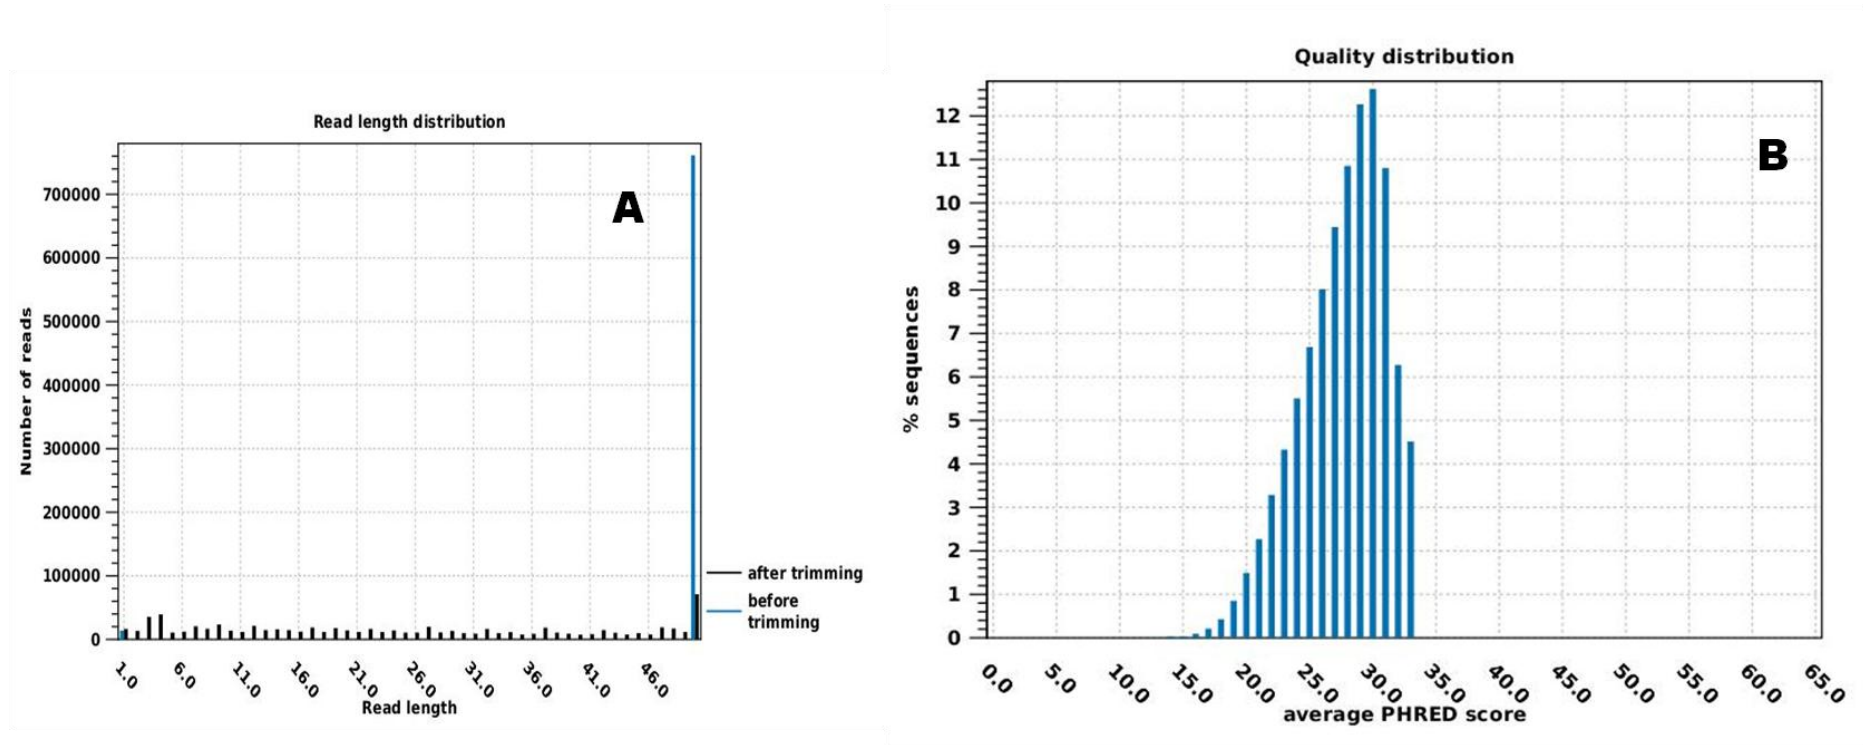 Read length distribution
A
700000
600000
500000
400000
300000
200000
100000
0
Number of reads
1.0 6.0 11.0 16.0 21.0 26.0 31.0 36.0 41.0 46.0
Read length
after trimming
before
trimming
Quality distribution
B
12
11
10
9
8
7
6
5
4
3
2
1
0
% sequences
0.0 5.0 10.0 15.0 20.0 25.0 30.0 35.0 40.0 45.0 50.0 55.0 60.0 65.0
average PHRED score